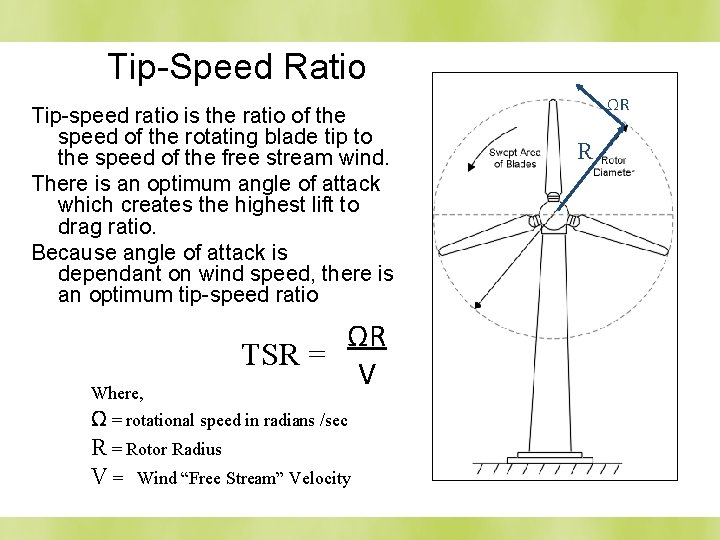 Tip-Speed Ratio
Tip-speed ratio is the ratio of the
speed of the rotating blade tip to
the speed of the free stream wind.
There is an optimum angle of attack
which creates the highest lift to
drag ratio.
Because angle of attack is
dependant on wind speed, there is
an optimum tip-speed ratio
TSR = ΩR
V
Where,
Ω = rotational speed in radians /sec
R = Rotor Radius
V = Wind “Free Stream” Velocity
ΩR
R
Swept Area
of Blades
Rotor
Diameter